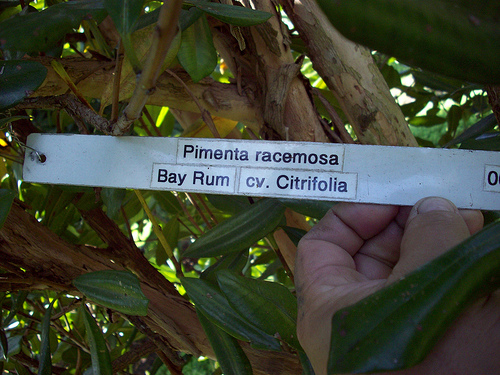 Pimenta racemosa
Bay Rum cv. Citrifolia